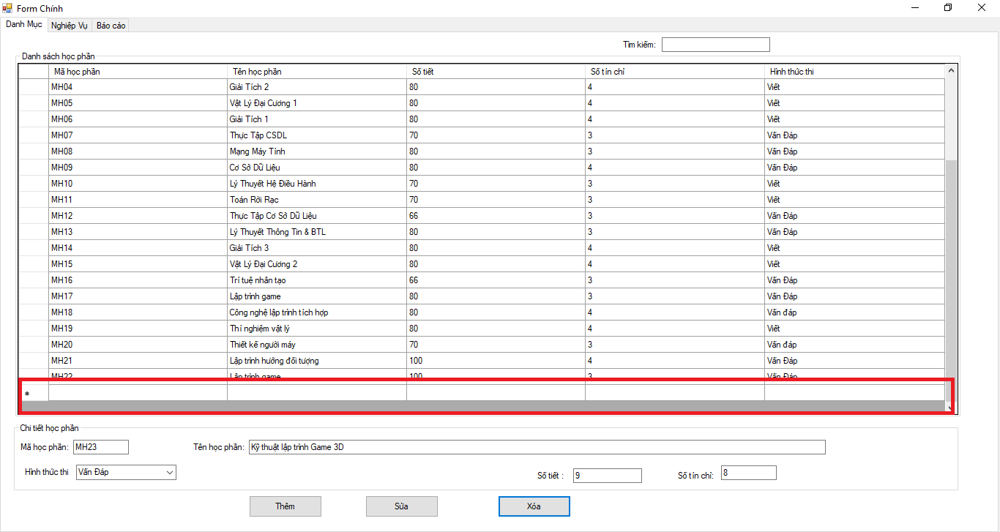 Form Chính
Danh Mục Nghiệp Vụ Báo cáo
Tìm kiếm:
Danh sách học phần
Mã học phần Tên học phần Số tiết Số tín chỉ Hình thức thi
MH04 Giải Tích 2 80 4 Viết
MH05 Vật Lý Đại Cương 1 80 4 Viết
MH06 Giải Tích 1 80 4 Viết
MH07 Thực Tập CSDL 70 3 Vấn Đáp
MH08 Mạng Máy Tính 80 3 Vấn Đáp
MH09 Cơ Sở Dữ Liệu 80 4 Vấn Đáp
MH10 Lý Thuyết Hệ Điều Hành 70 3 Viết
MH11 Toán Rời Rạc 70 3 Viết
MH12 Thực Tập Cơ Sở Dữ Liệu 66 3 Vấn Đáp
MH13 Lý Thuyết Thông Tin & BTL 80 3 Vấn Đáp
MH14 Giải Tích 3 80 4 Viết
MH15 Vật Lý Đại Cương 2 80 4 Viết
MH16 Trí tuệ nhân tạo 66 3 Vấn Đáp
MH17 Lập trình game 80 3 Vấn Đáp
MH18 Công nghệ lập trình tích hợp 80 4 Vấn đáp
MH19 Thí nghiệm vật lý 80 4 Viết
MH20 Thiết kế người máy 70 3 Vấn đáp
MH21 Lập trình hướng đối tượng 100 4 Vấn Đáp
MH22 Lập trình game 100 3 Vấn Đáp
Chi tiết học phần
Mã học phần: MH23 Tên học phần: Kỹ thuật lập trình Game 3D
Hình thức thi Vấn Đáp Số tiết : 9 Số tín chỉ: 8
Thêm Sửa Xóa